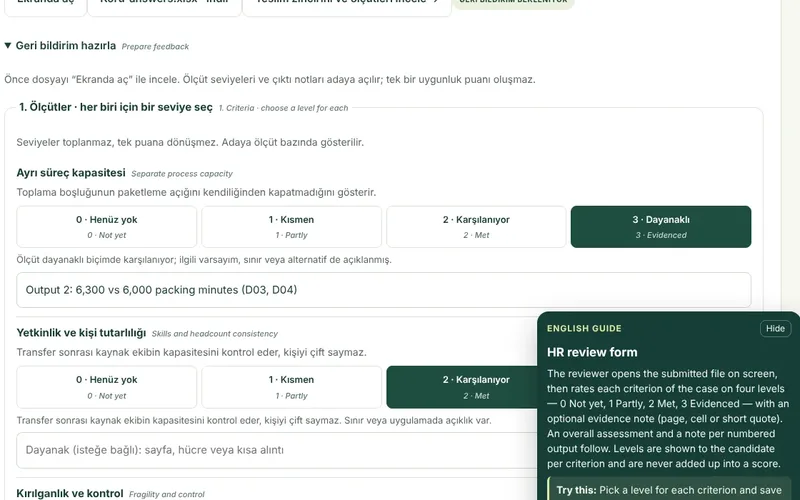 Ekranda aç
Kora-answers.xlsx · indir
Teslim zincirini ve ölçütleri incele
GERİ BİLDİRİM BEKLENİYOR
▼ Geri bildirim hazırla Prepare feedback
Önce dosyayı “Ekranda aç” ile incele. Ölçüt seviyeleri ve çıktı notları adaya açılır; tek bir uygunluk puanı oluşmaz.
1. Ölçütler · her biri için bir seviye seç 1. Criteria · choose a level for each
Seviyeler toplanmaz, tek puana dönüşmez. Adaya ölçüt bazında gösterilir.
Ayrı süreç kapasitesi Separate process capacity
Toplama boşluğunun paketleme açığını kendiliğinden kapatmadığını gösterir.
0 · Henüz yok
0 · Not yet
1 · Kısmen
1 · Partly
2 · Karşılanıyor
2 · Met
3 · Dayanaklı
3 · Evidenced
Ölçüt dayanaklı biçimde karşılanıyor; ilgili varsayım, sınır veya alternatif de açıklanmış.
Output 2: 6,300 vs 6,000 packing minutes (D03, D04)
Yetkinlik ve kişi tutarlılığı Skills and headcount consistency
Transfer sonrası kaynak ekibin kapasitesini kontrol eder, kişiyi çift saymaz.
0 · Henüz yok
0 · Not yet
1 · Kısmen
1 · Partly
2 · Karşılanıyor
2 · Met
Transfer sonrası kaynak ekibin kapasitesini kontrol eder, kişiyi çift saymaz. Sınır veya uygulamada açıklık var.
Dayanak (isteğe bağlı): sayfa, hücre veya kısa alıntı
Kırılganlık ve kontrol Fragility and control
ENGLISH GUIDE
Hide
HR review form
The reviewer opens the submitted file on screen,
then rates each criterion of the case on four levels
— 0 Not yet, 1 Partly, 2 Met, 3 Evidenced — with an
optional evidence note (page, cell or short quote).
An overall assessment and a note per numbered
output follow. Levels are shown to the candidate
per criterion and are never added up into a score.
Try this: Pick a level for each criterion and save